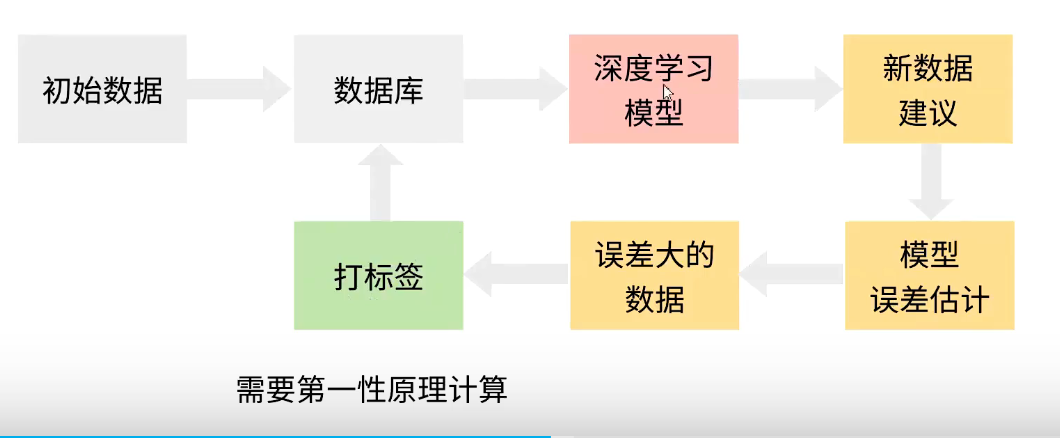 初始数据
数据库
深度学习
模型
新数据
建议
打标签
误差大的
数据
模型
误差估计
需要第一性原理计算